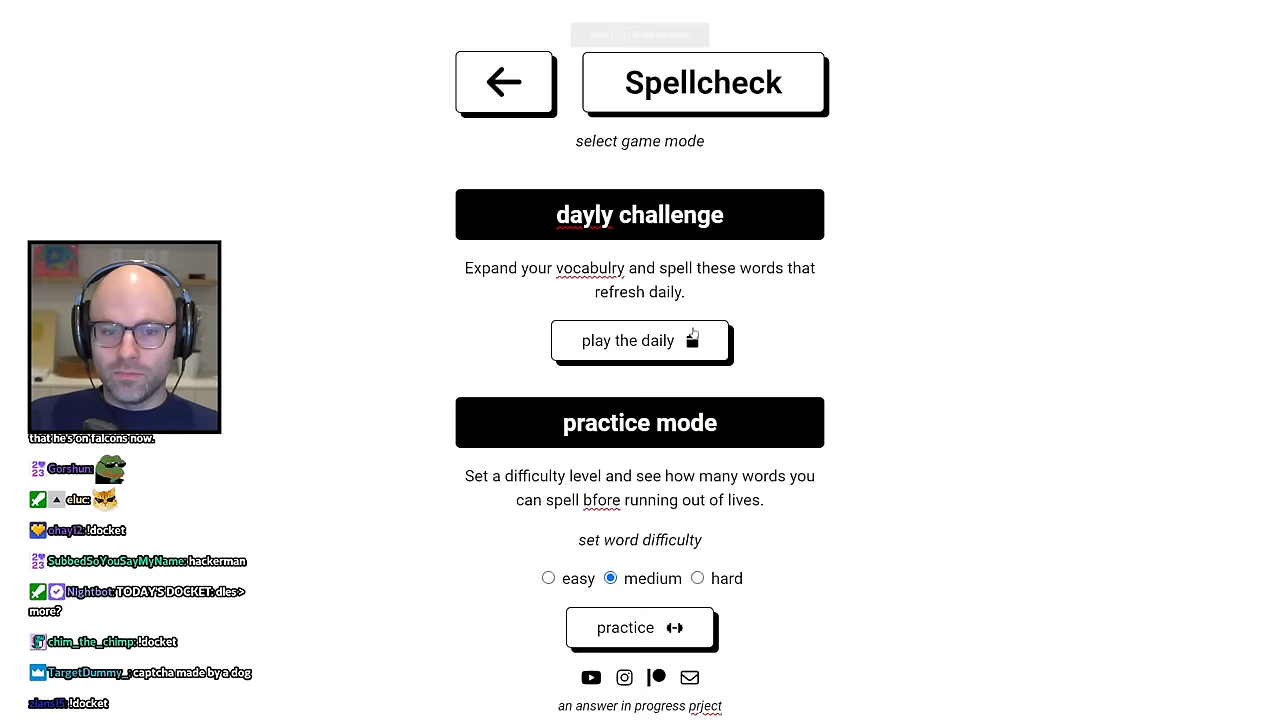 Spellcheck
select game mode
dayly challenge
Expand your vocabulry and spell these words that
refresh daily.
play the daily
practice mode
Set a difficulty level and see how many words you
can spell bfore running out of lives.
set word difficulty
easy medium hard
practice
an answer in progress prject
that he's on falcons now.
Gorshun:
eluc:
ohay12: !docket
SubbedSoYouSayMyName: hackerman
Nightbot: TODAY'S DOCKET: dles>
more?
chim_the_chimp: !docket
TargetDummy_: captcha made by a dog
zians15: !docket